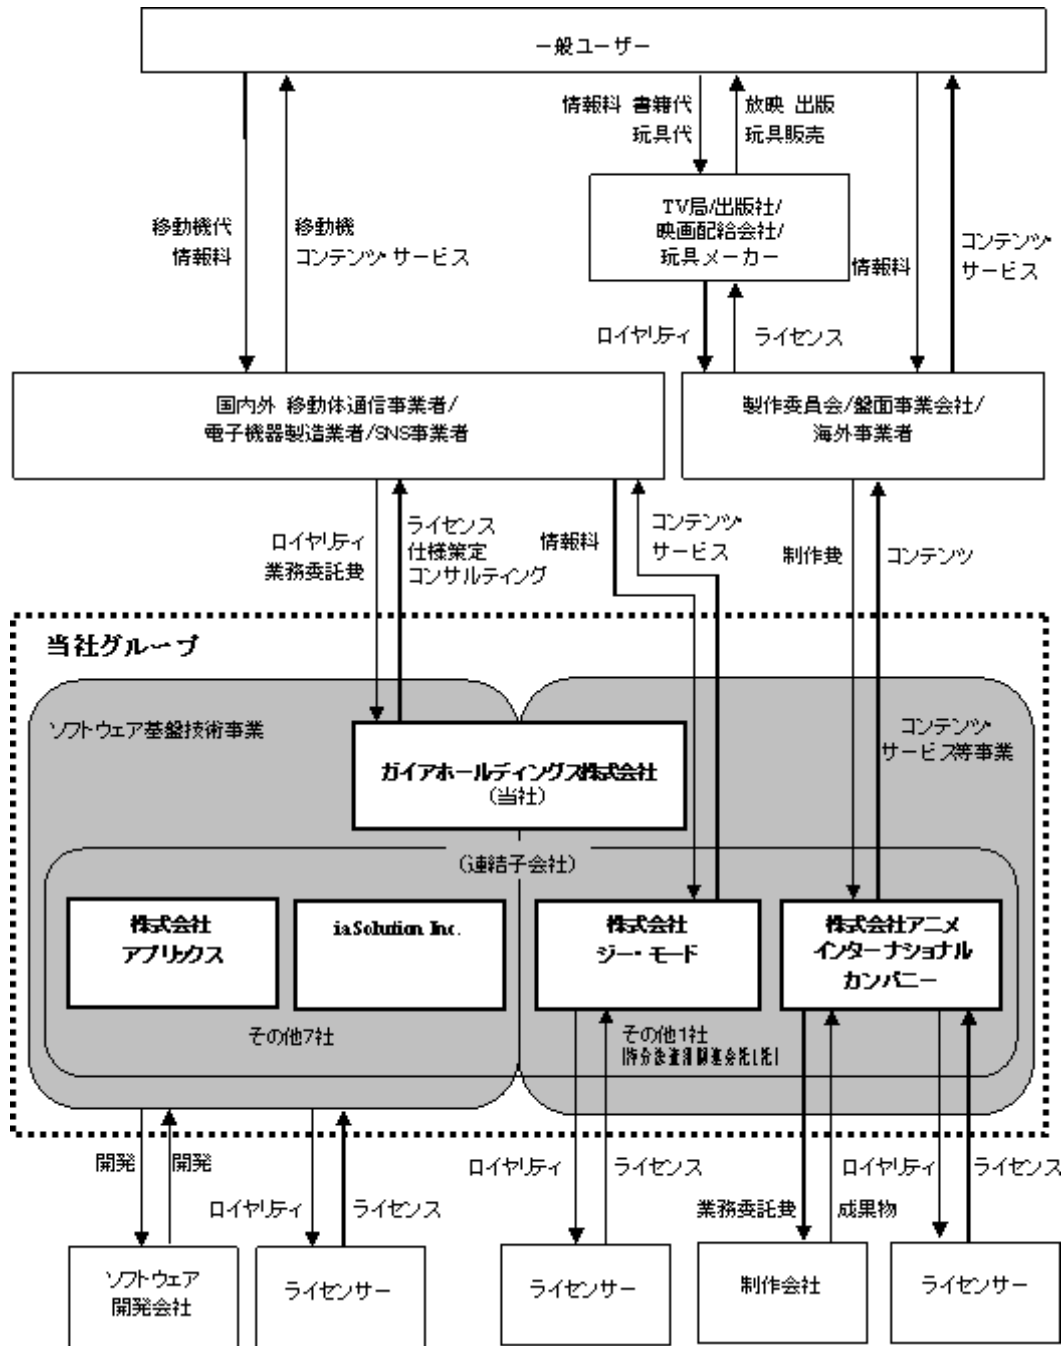 一般ユーザー
情報料 書籍代
玩具代
放映 出版
玩具販売
TV局/出版社/
映画配給会社/
玩具メーカー
移動機代
情報料
移動機
コンテンツ・サービス
情報料
コンテンツ・
サービス
ロイヤリティ
ライセンス
国内外 移動体通信事業者/
電子機器製造業者/SNS事業者
製作委員会/盤面事業会社/
海外事業者
ロイヤリティ
業務委託費
ライセンス
仕様策定
コンサルティング
情報料
コンテンツ・
サービス
制作費
コンテンツ
当社グループ
ソフトウェア基盤技術事業
コンテンツ・
サービス等事業
ガイアホールディングス株式会社
(当社)
(連結子会社)
株式会社
アプリックス
iaSolution Inc.
株式会社
ジー・モード
株式会社アニメ
インターナショナル
カンパニー
その他7社
その他1社
開発
開発
ロイヤリティ
ライセンス
ロイヤリティ
ライセンス
業務委託費
成果物
ロイヤリティ
ライセンス
ソフトウェア
開発会社
ライセンサー
ライセンサー
制作会社
ライセンサー